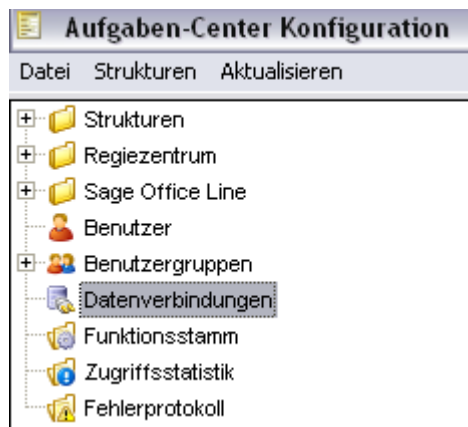 Aufgaben-Center Konfiguration
Datei Strukturen Aktualisieren
Strukturen
Regiezentrum
Sage Office Line
Benutzer
Benutzergruppen
Datenverbindungen
Funktionsstamm
Zugriffsstatistik
Fehlerprotokoll